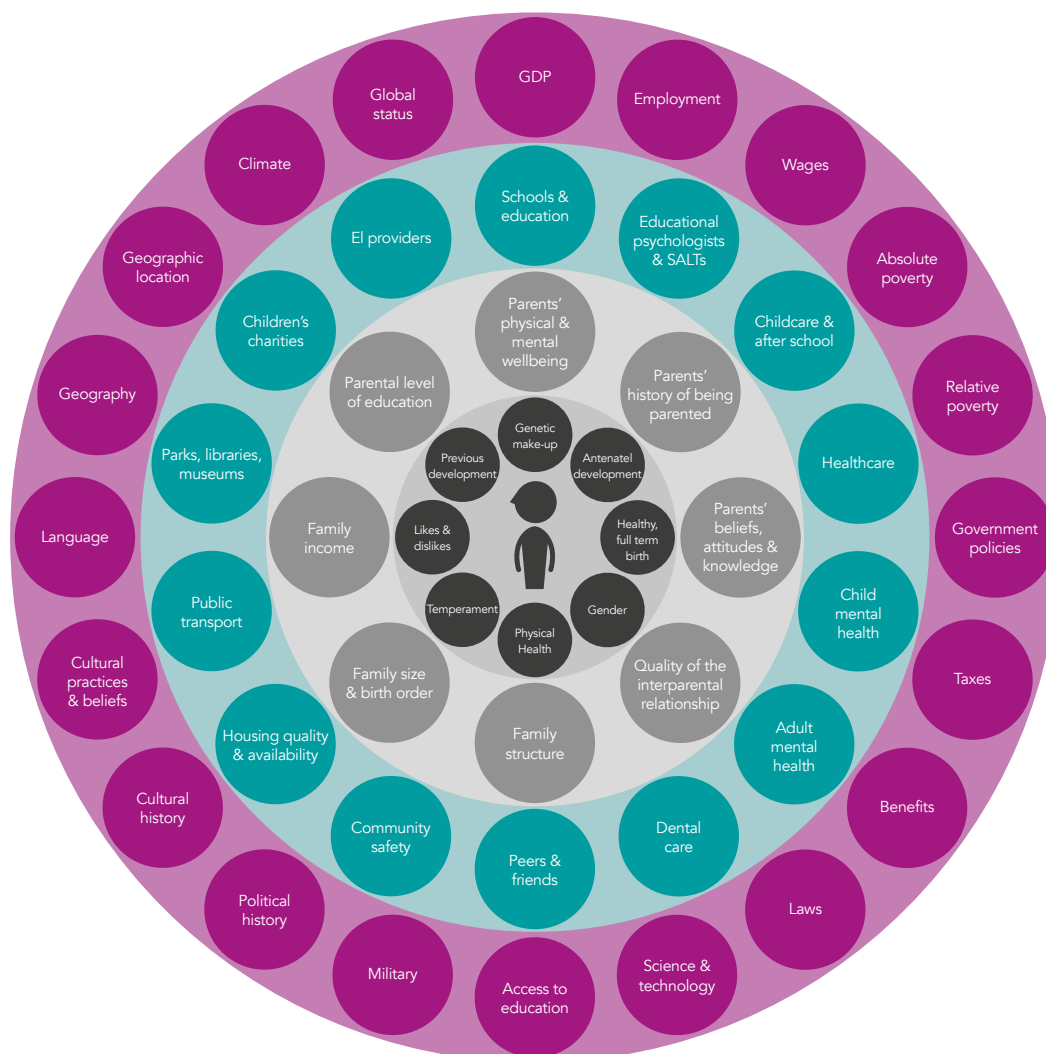 GDP
Employment
Wages
Absolute
poverty
Relative
poverty
Government
policies
Taxes
Benefits
Laws
Science &
technology
Access to
education
Military
Political
history
Cultural
history
Cultural
practices
& beliefs
Language
Geography
Geographic
location
Climate
Global
status
Schools &
education
Educational
psychologists
& SALTs
Childcare &
after school
Healthcare
Child
mental
health
Adult
mental
health
Dental
care
Peers &
friends
Community
safety
Housing quality
& availability
Public
transport
Parks, libraries,
museums
Children's
charities
EI providers
Parents'
physical &
mental
wellbeing
Parents'
history of being
parented
Parents'
beliefs,
attitudes &
knowledge
Quality of the
interparental
relationship
Family
structure
Family size
& birth order
Family
income
Parental level
of education
Genetic
make-up
Antenatel
development
Healthy,
full term
birth
Gender
Physical
Health
Temperament
Likes &
dislikes
Previous
development